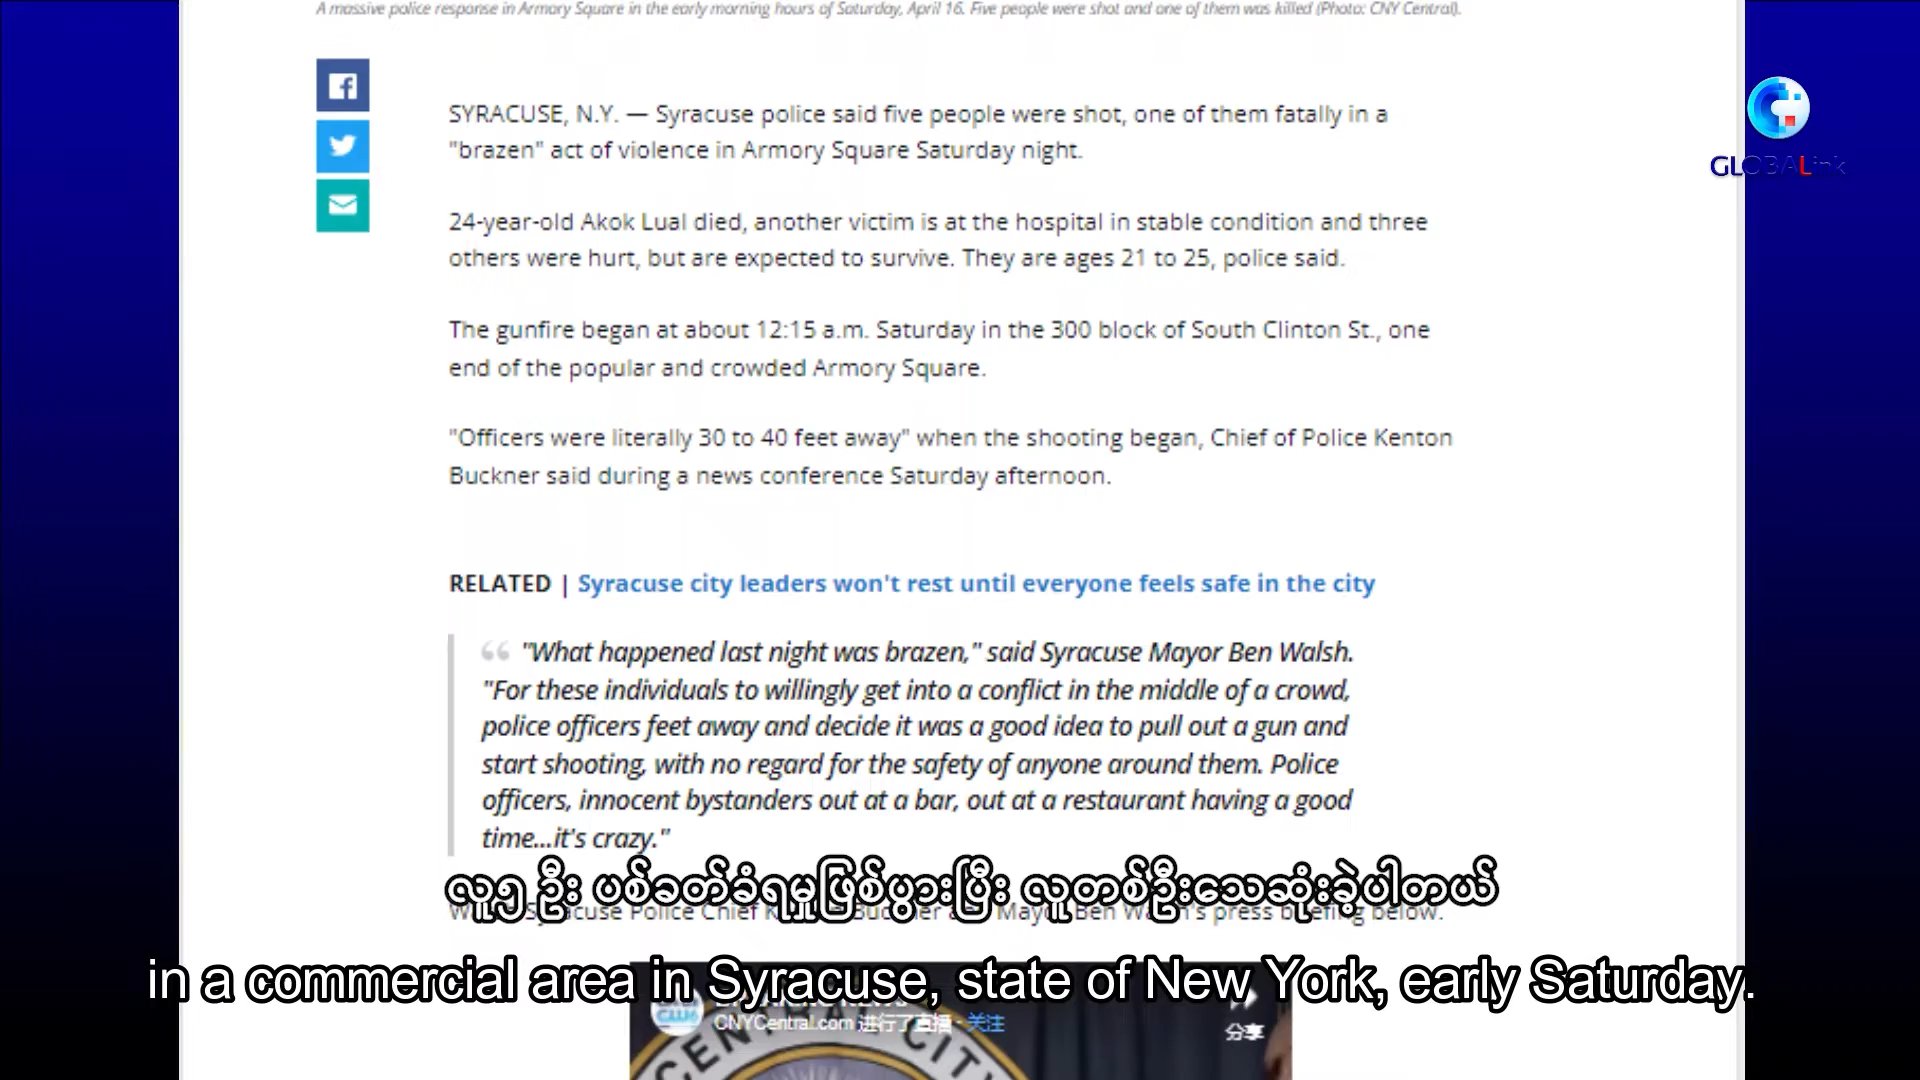 A massive police response in Armory Square in the early morning hours of Saturday, April 16. Five people were shot and one of them was killed (Photo: CNY Central).
GLOBALink
SYRACUSE, N.Y. — Syracuse police said five people were shot, one of them fatally in a
"brazen" act of violence in Armory Square Saturday night.
24-year-old Akok Lual died, another victim is at the hospital in stable condition and three
others were hurt, but are expected to survive. They are ages 21 to 25, police said.
The gunfire began at about 12:15 a.m. Saturday in the 300 block of South Clinton St., one
end of the popular and crowded Armory Square.
"Officers were literally 30 to 40 feet away" when the shooting began, Chief of Police Kenton
Buckner said during a news conference Saturday afternoon.
RELATED | Syracuse city leaders won't rest until everyone feels safe in the city
"What happened last night was brazen," said Syracuse Mayor Ben Walsh.
"For these individuals to willingly get into a conflict in the middle of a crowd,
police officers feet away and decide it was a good idea to pull out a gun and
start shooting, with no regard for the safety of anyone around them. Police
officers, innocent bystanders out at a bar, out at a restaurant having a good
time...it's crazy."
လူ၅ ဦး ပစ်ခတ်ခံရမှုဖြစ်ပွားပြီး လူတစ်ဦးသေဆုံးခဲ့ပါတယ်
Syracuse Police Chief Buckner Mayor Ben Walsh's press briefing below.
in a commercial area in Syracuse, state of New York, early Saturday.
CNYCentral.com 进行了直播 · 关注
分享
CENTRAL CITY